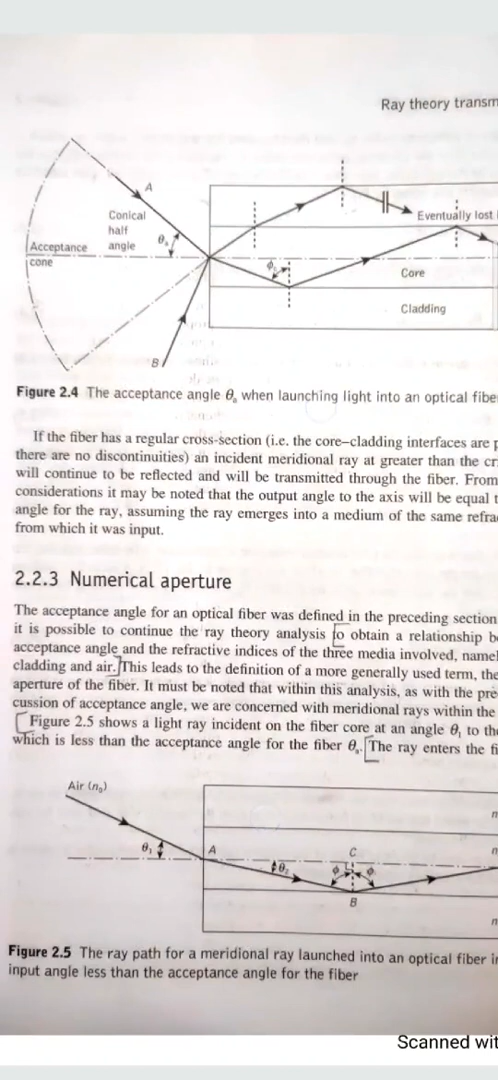 Ray theory transm
A
Conical
half
angle
θa
Acceptance
cone
Eventually lost
ϕc
Core
Cladding
B
Figure 2.4 The acceptance angle θa when launching light into an optical fibe
If the fiber has a regular cross-section (i.e. the core–cladding interfaces are p
there are no discontinuities) an incident meridional ray at greater than the cr
will continue to be reflected and will be transmitted through the fiber. From
considerations it may be noted that the output angle to the axis will be equal t
angle for the ray, assuming the ray emerges into a medium of the same refra
from which it was input.
2.2.3 Numerical aperture
The acceptance angle for an optical fiber was defined in the preceding section
it is possible to continue the ray theory analysis to obtain a relationship b
acceptance angle and the refractive indices of the three media involved, namel
cladding and air. This leads to the definition of a more generally used term, the
aperture of the fiber. It must be noted that within this analysis, as with the pre
cussion of acceptance angle, we are concerned with meridional rays within the
Figure 2.5 shows a light ray incident on the fiber core at an angle θ1 to th
which is less than the acceptance angle for the fiber θa. The ray enters the fi
Air (n0)
θ1
A
θ2
C
ϕ
ϕ
B
n
n
n
Figure 2.5 The ray path for a meridional ray launched into an optical fiber i
input angle less than the acceptance angle for the fiber
Scanned wit